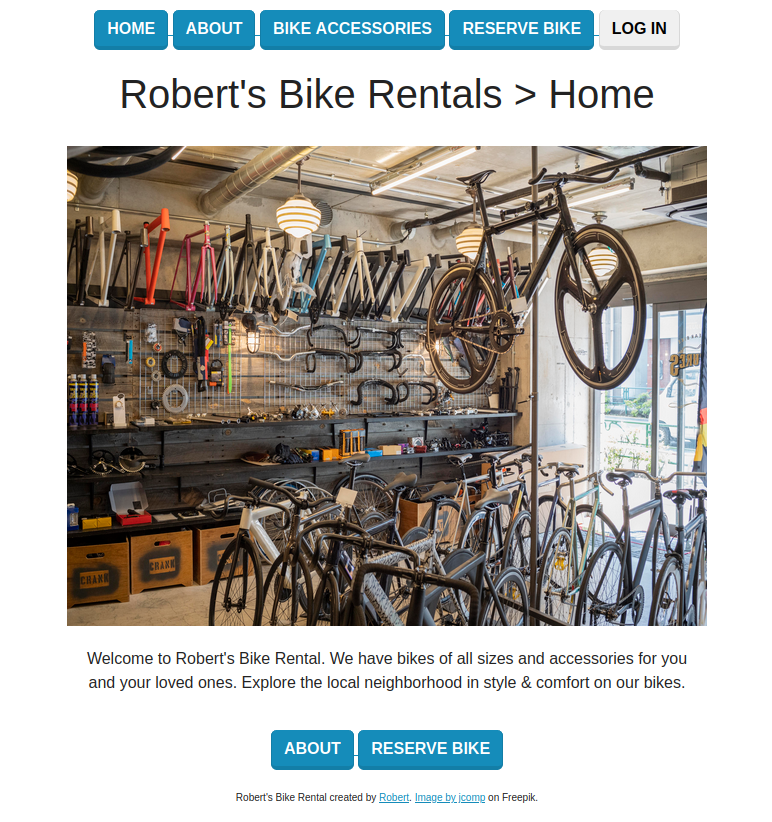 HOME ABOUT BIKE ACCESSORIES RESERVE BIKE LOG IN
Robert's Bike Rentals > Home
CHANK
CHANK
Welcome to Robert's Bike Rental. We have bikes of all sizes and accessories for you
and your loved ones. Explore the local neighborhood in style & comfort on our bikes.
ABOUT RESERVE BIKE
Robert's Bike Rental created by Robert. Image by jcomp on Freepik.